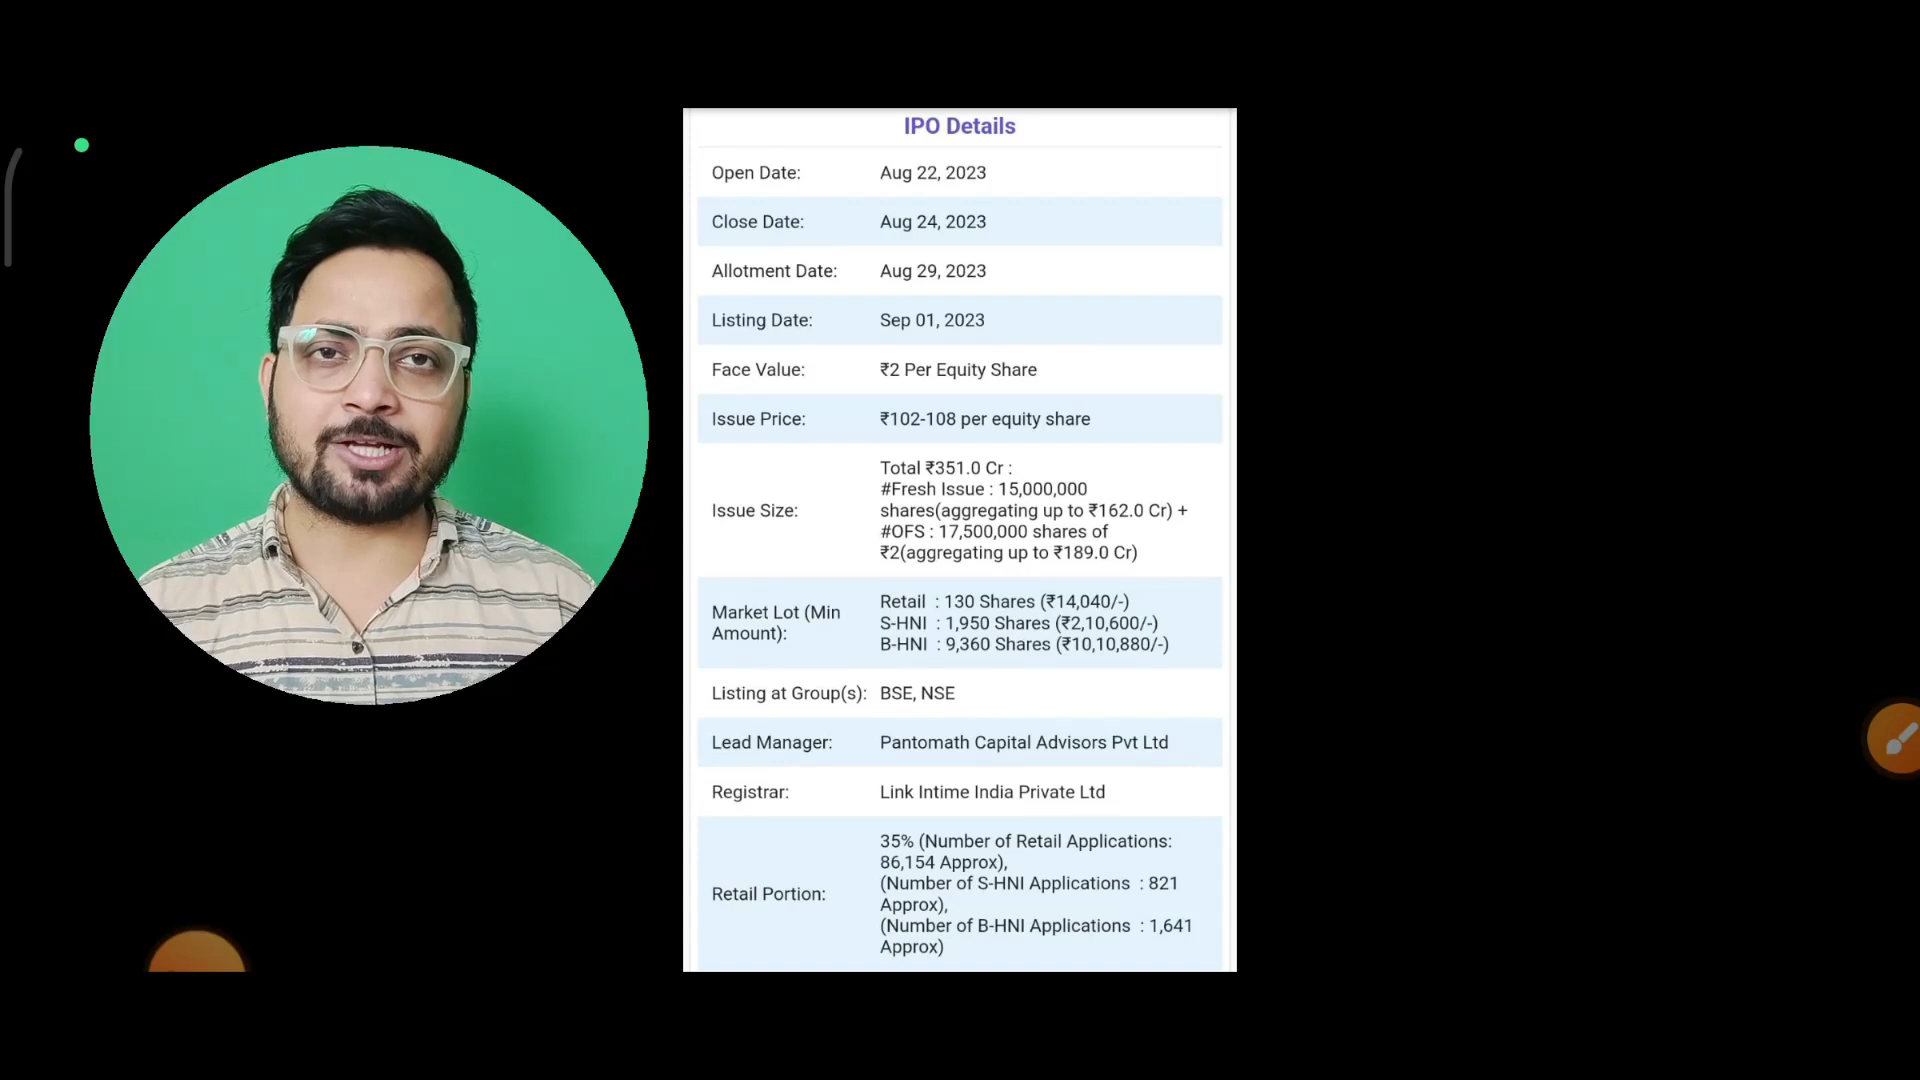 IPO Details
Open Date: Aug 22, 2023
Close Date: Aug 24, 2023
Allotment Date: Aug 29, 2023
Listing Date: Sep 01, 2023
Face Value: ₹2 Per Equity Share
Issue Price: ₹102-108 per equity share
Issue Size:
Total ₹351.0 Cr :
#Fresh Issue : 15,000,000
shares(aggregating up to ₹162.0 Cr) +
#OFS : 17,500,000 shares of
₹2(aggregating up to ₹189.0 Cr)
Market Lot (Min
Amount):
Retail : 130 Shares (₹14,040/-)
S-HNI : 1,950 Shares (₹2,10,600/-)
B-HNI : 9,360 Shares (₹10,10,880/-)
Listing at Group(s): BSE, NSE
Lead Manager: Pantomath Capital Advisors Pvt Ltd
Registrar: Link Intime India Private Ltd
Retail Portion:
35% (Number of Retail Applications:
86,154 Approx),
(Number of S-HNI Applications : 821
Approx),
(Number of B-HNI Applications : 1,641
Approx)